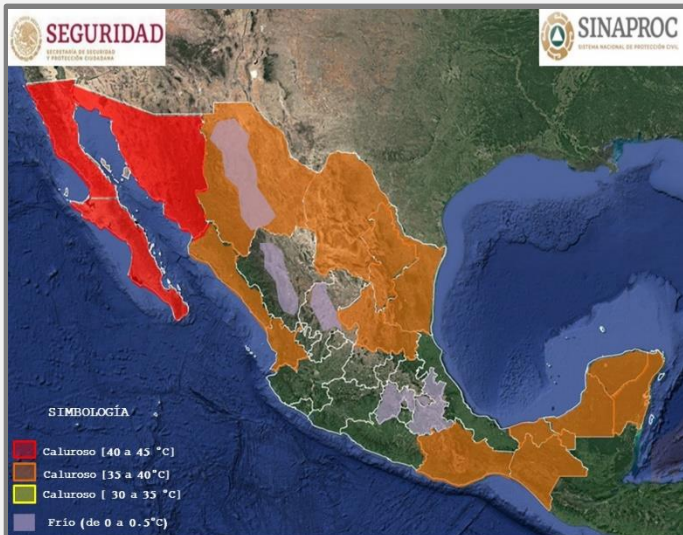 SEGURIDAD
SECRETARÍA DE SEGURIDAD
Y PROTECCIÓN CIUDADANA
SINAPROC
SISTEMA NACIONAL DE PROTECCIÓN CIVIL
SIMBOLOGÍA
Caluroso [40 a 45 °C]
Caluroso [35 a 40°C]
Caluroso [ 30 a 35 °C]
Frio (de 0 a 0.5°C)